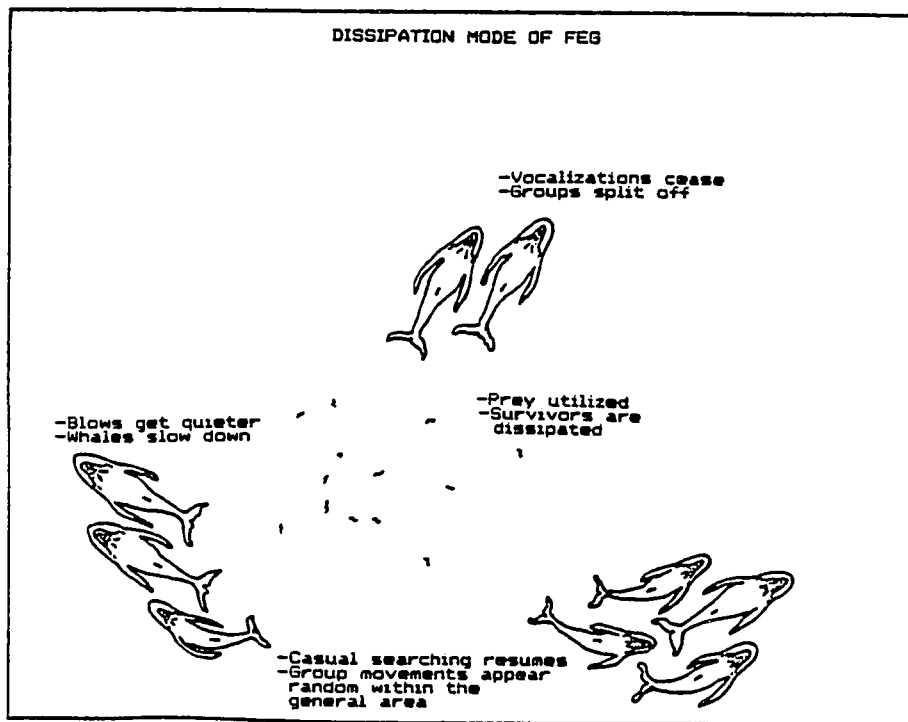 DISSIPATION MODE OF FEG
-Vocalizations cease
-Groups split off
-Prey utilized
-Survivors are
dissipated
-Blows get quieter
-Whales slow down
-Casual searching resumes
-Group movements appear
random within the
general area